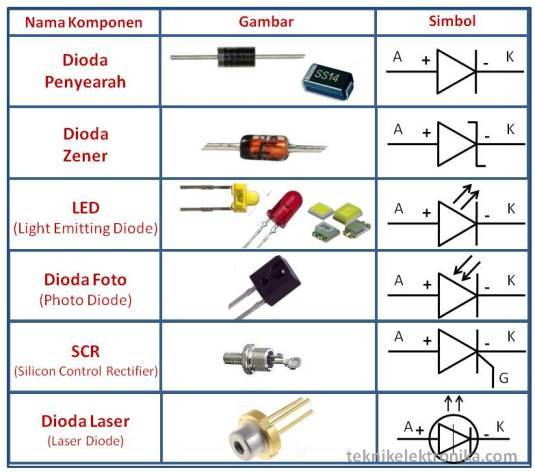 Nama Komponen Gambar Simbol
Dioda
Penyearah
SS14
A + - K
Dioda
Zener
A + - K
LED
(Light Emitting Diode)
A + - K
Dioda Foto
(Photo Diode)
A + - K
SCR
(Silicon Control Rectifier)
A + - K
G
Dioda Laser
(Laser Diode)
A + - K
teknikelektronika.com